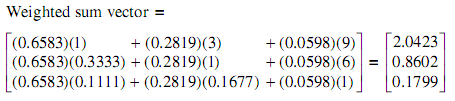 Weighted sum vector =
(0.6583)(1) + (0.2819)(3) + (0.0598)(9) 2.0423
(0.6583)(0.3333) + (0.2819)(1) + (0.0598)(6) = 0.8602
(0.6583)(0.1111) + (0.2819)(0.1677) + (0.0598)(1) 0.1799